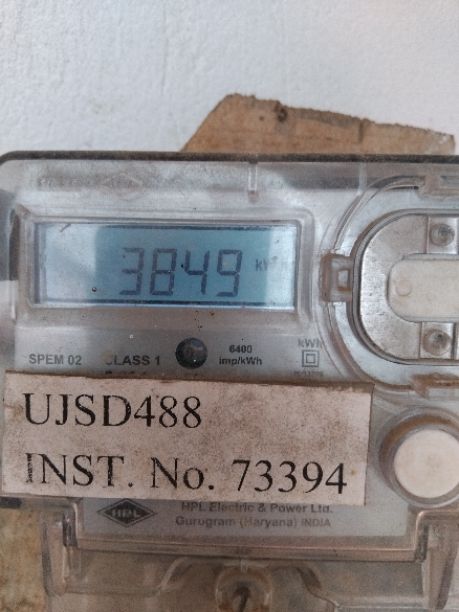 3849 kWh
SPEM 02 CLASS 1 6400 imp/kWh kWh
UJSD488
INST. No. 73394
HPL HPL Electric & Power Ltd.
Gurugram (Haryana) INDIA